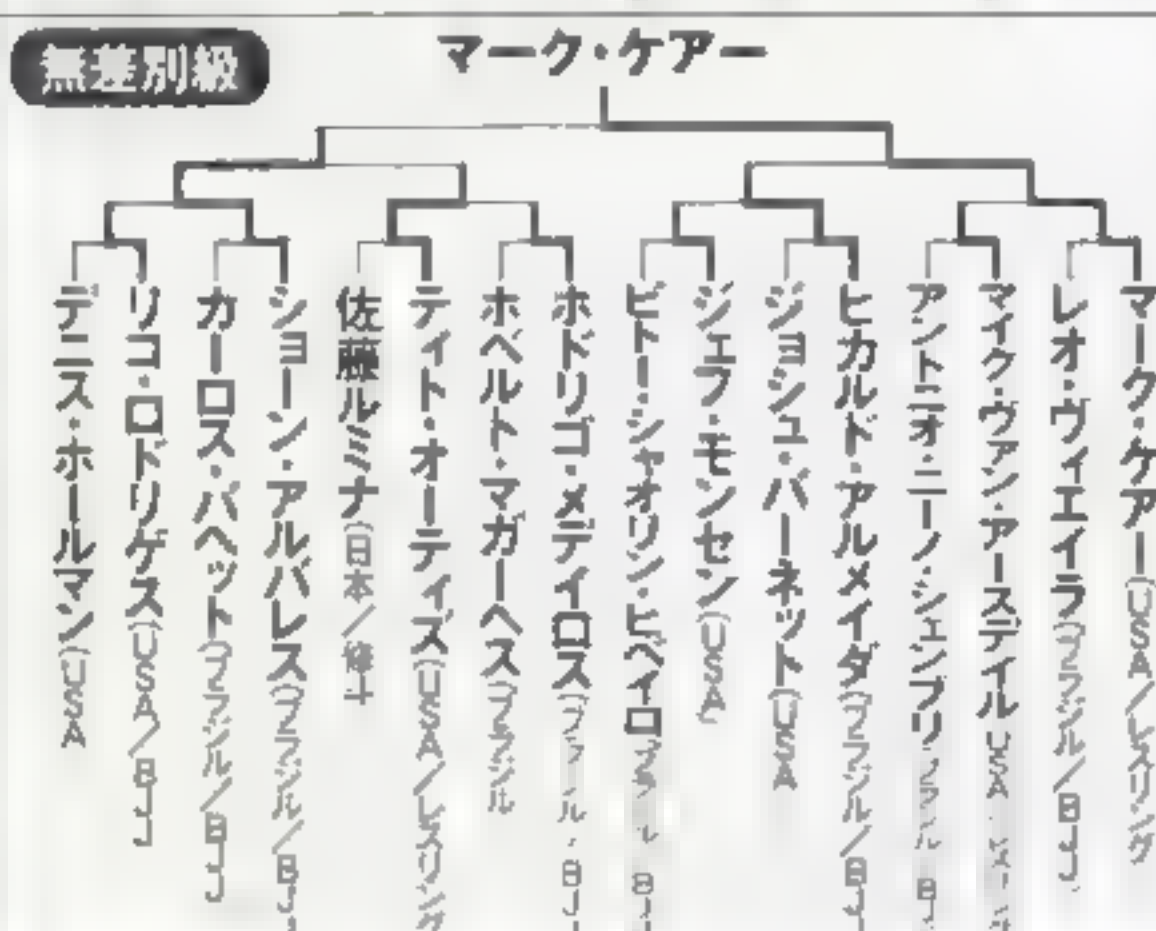 無差別級
マーク・ケアー
デニス・ホールマン(USA
リコ・ロドリゲス(USA/BJJ
カーロス・バヘット(ブラジル/BJJ
ショーン・アルバレス(ブラジル/BJ
佐藤ルミナ(日本/修斗
ティト・オーティズ(USA/レスリング
ホベルト・マガーヘス(ブラジル
ホドリゴ・メデイロス(ブラジル・BJ
ビトー・シャオリン・ヒベイロ
ジェフ・モンセン(USA
ジョシュ・バーネット(USA
ヒカルド・アルメイダ(ブラジル/BJ
アントニオ・ニーノ・シェンブリ
マイク・ヴァン・アースデイル USA
レオ・ヴィエイラ(ブラジル/BJJ
マーク・ケアー(USA/レスリング